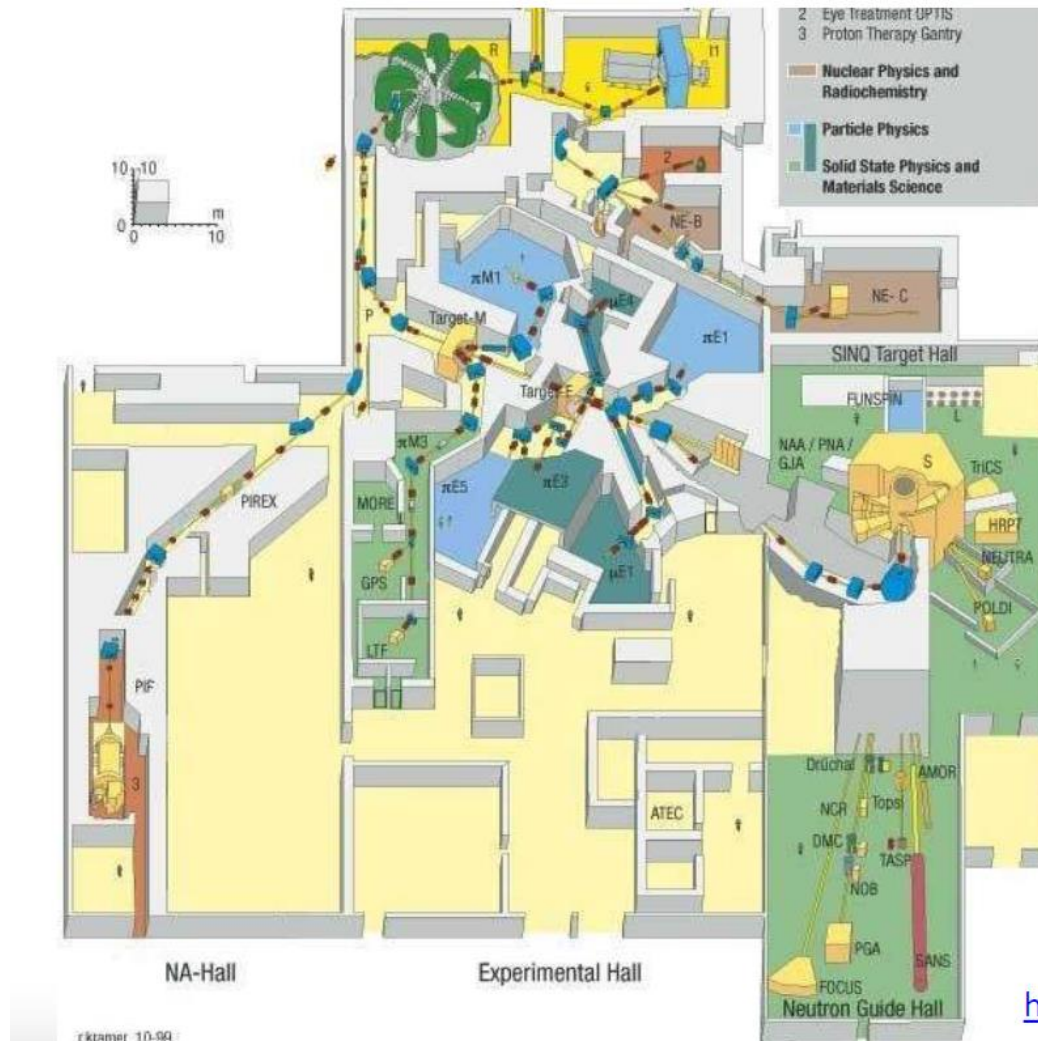 2 Eye Treatment OPTIS
3 Proton Therapy Gantry
Nuclear Physics and
Radiochemistry
Particle Physics
Solid State Physics and
Materials Science
R
I1
2
10 10
0
0
m
10
NE-B
πM1
μE4
NE- C
P
Target-M
πE1
SINQ Target Hall
Target-E
FUNSPIN
L
πM3
NAA / PNA /
GJA
S
TriCS
πE5
πE3
PIREX
MORE
HRPT
NEUTRA
GPS
μE1
POLDI
LTF
PIF
3
Drüchal
AMOR
NCR
Tops
ATEC
DMC
TASP
NOB
PGA
SANS
FOCUS
NA-Hall
Experimental Hall
Neutron Guide Hall
h
r.kramer 10-99